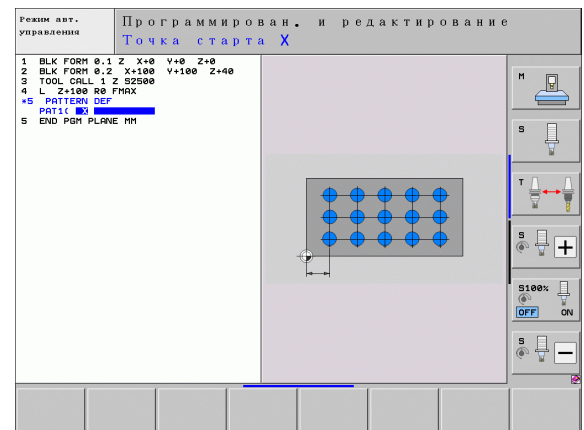 Режим авт.
управления
Программирован. и редактирование
Точка старта X
1 BLK FORM 0.1 Z X+0 Y+0 Z+0
2 BLK FORM 0.2 X+100 Y+100 Z+40
3 TOOL CALL 1 Z S2500
4 L Z+100 R0 FMAX
*5 PATTERN DEF
PAT1( X
5 END PGM PLANE MM
M
S
T
S
+
S100%
OFF ON
S
−